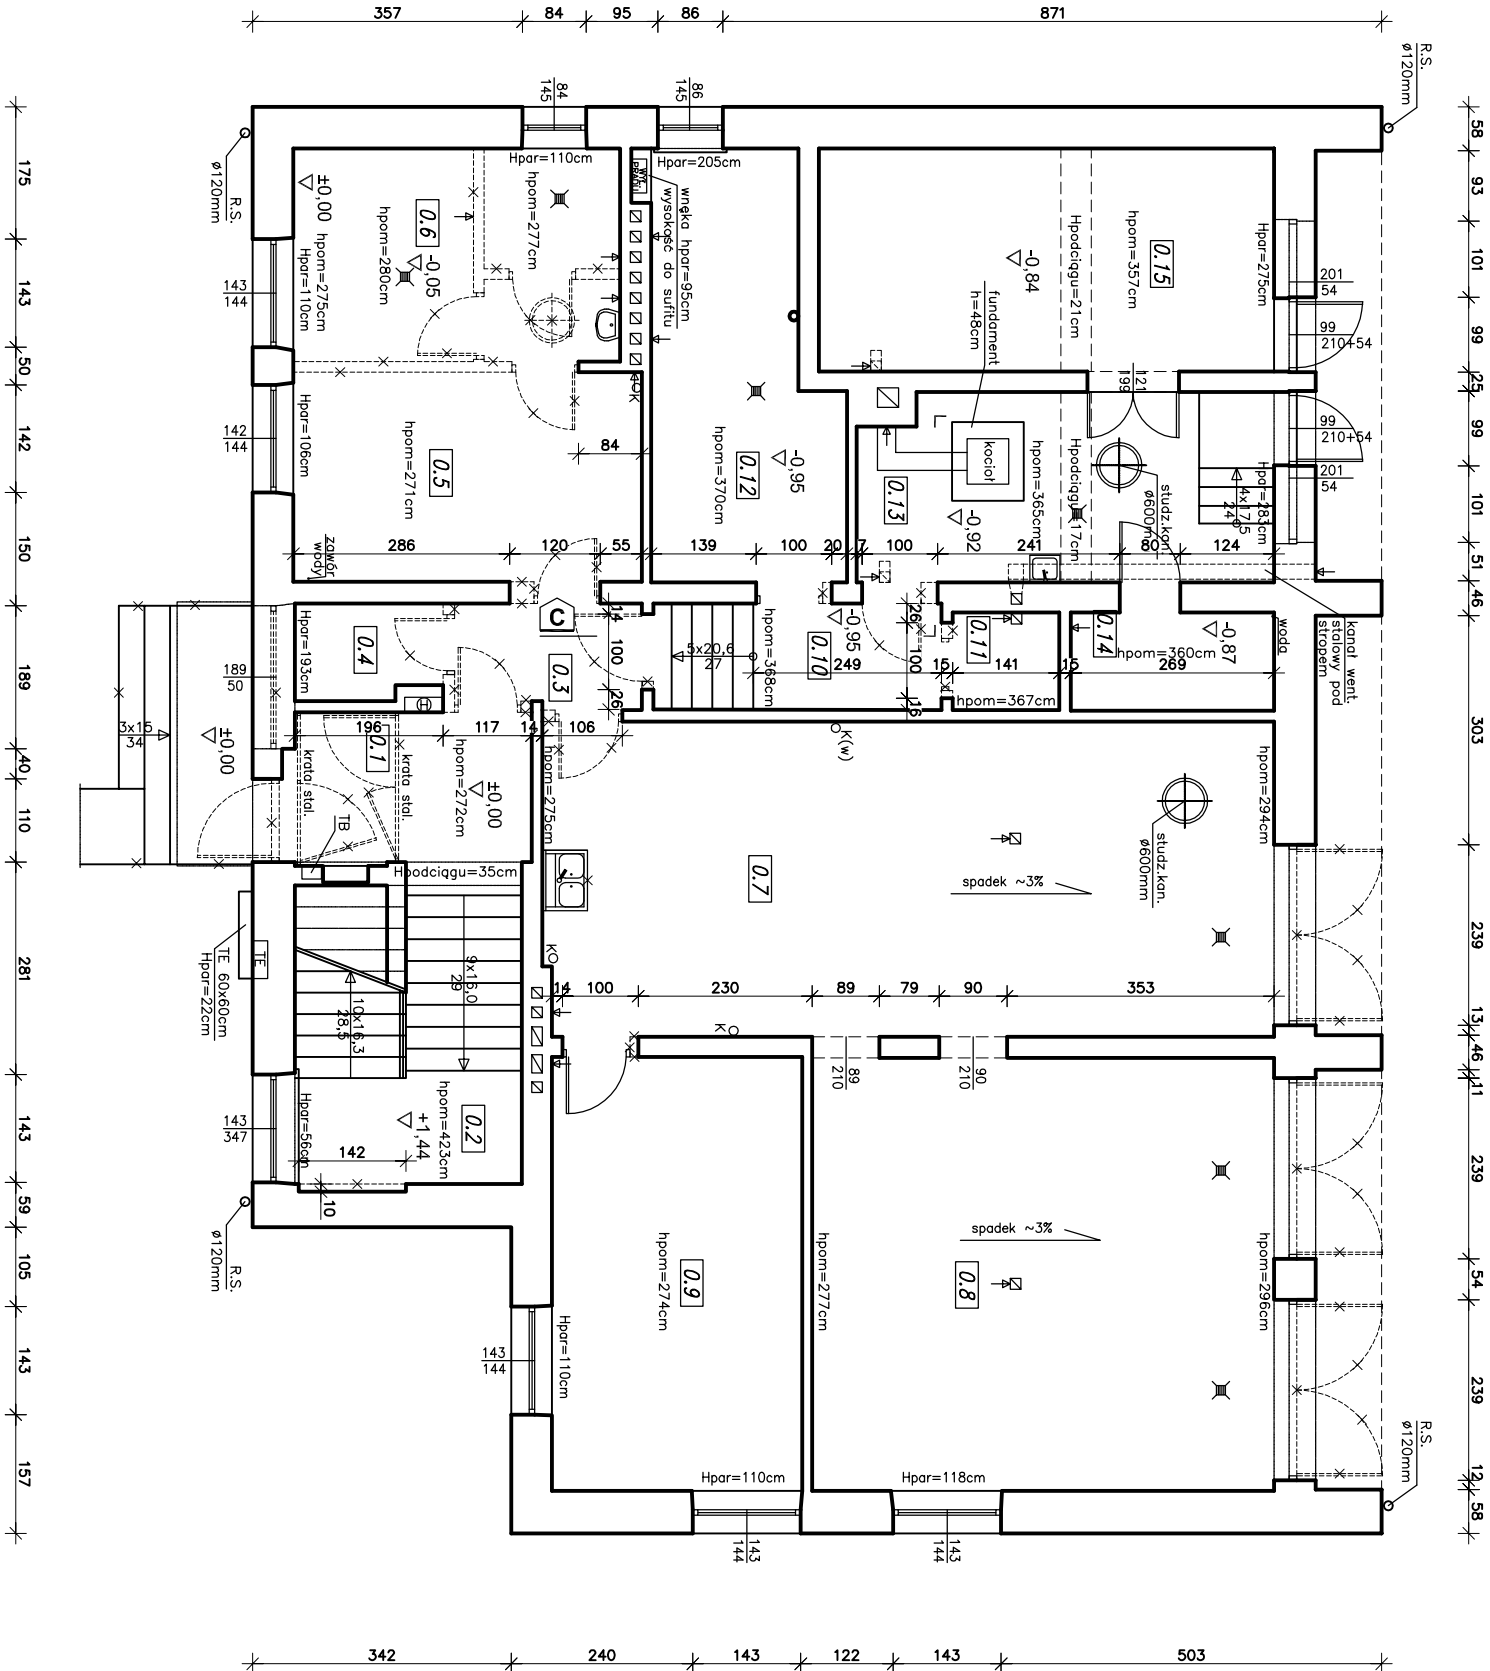 357
84
95
86
871
R.S.
ø120mm
R.S.
ø120mm
84
145
86
145
Hpar=110cm
Hpar=205cm
±0,00
hpom=275cm
Hpar=110cm
0.6
-0,05
hpom=280cm
hpom=277cm
WYŁ.
PRĄDU
wnęka hpar=95cm
wysokość do sufitu
K
143
144
142
144
Hpar=106cm
0.5
hpom=271cm
84
0.12
-0,95
hpom=370cm
0.15
hpom=357cm
-0,84
Hpodciągu=21cm
Hpar=275cm
201
54
99
210+54
99
210+54
201
54
fundament
h=48cm
kocioł
121
199
0.13
-0,92
hpom=365cm
Hpodciągu=17cm
studz.kan.
ø600mm
4x17,5
24
Hpar=283cm
zawór
wody
286
120
55
139
100
20
7
100
241
80
124
0.4
Hpar=193cm
C
0.3
14
100
26
5x20,6
27
hpom=368cm
0.10
-0,95
249
26
100
16
15
0.11
141
hpom=367cm
15
0.14
-0,87
hpom=360cm
269
woda
kanał went.
stalowy pod
stropem
189
50
3x15
34
±0,00
196
117
14
106
0.1
krata stal.
krata stal.
±0,00
hpom=272cm
hpom=275cm
H
TB
K(w)
hpom=294cm
studz.kan.
ø600mm
0.7
spadek ~3%
Hpodciągu=35cm
TE
TE 60x60cm
Hpar=22cm
9x16,0
29
10x16,3
28,5
K
14
100
230
89
79
90
353
K
89
210
90
210
143
347
Hpar=56cm
142
10
0.2
+1,44
hpom=423cm
R.S.
ø120mm
0.9
hpom=274cm
143
144
Hpar=110cm
Hpar=110cm
143
144
0.8
spadek ~3%
hpom=277cm
hpom=296cm
Hpar=118cm
143
144
R.S.
ø120mm
175
143
50
142
150
189
40
110
281
143
59
105
143
157
58
93
101
99
25
99
101
51
46
303
239
13
46
11
239
54
239
12
58
342
240
143
122
143
503